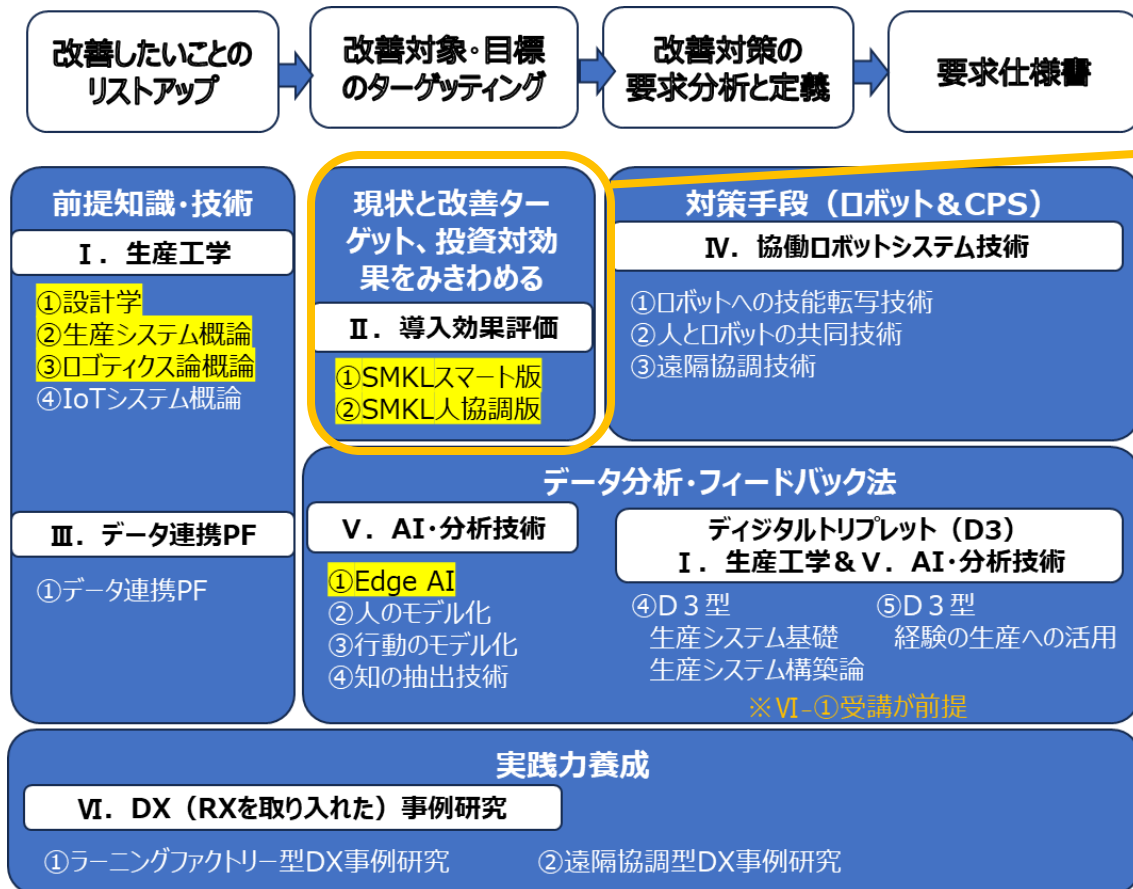 改善したいことの
リストアップ
改善対象・目標
のターゲッティング
改善対策の
要求分析と定義
要求仕様書
前提知識・技術
Ⅰ．生産工学
①設計学
②生産システム概論
③ロゴティクス論概論
④IoTシステム概論
Ⅲ．データ連携PF
①データ連携PF
現状と改善ター
ゲット、投資対効
果をみきわめる
Ⅱ．導入効果評価
①SMKLスマート版
②SMKL人協調版
対策手段（ロボット＆CPS）
Ⅳ．協働ロボットシステム技術
①ロボットへの技能転写技術
②人とロボットの共同技術
③遠隔協調技術
データ分析・フィードバック法
Ⅴ．AI・分析技術
①Edge AI
②人のモデル化
③行動のモデル化
④知の抽出技術
ディジタルトリプレット（D3）
Ⅰ．生産工学＆Ⅴ．AI・分析技術
④D３型
生産システム基礎
生産システム構築論
⑤D３型
経験の生産への活用
※Ⅵ-①受講が前提
実践力養成
Ⅵ．DX（RXを取り入れた）事例研究
①ラーニングファクトリー型DX事例研究
②遠隔協調型DX事例研究